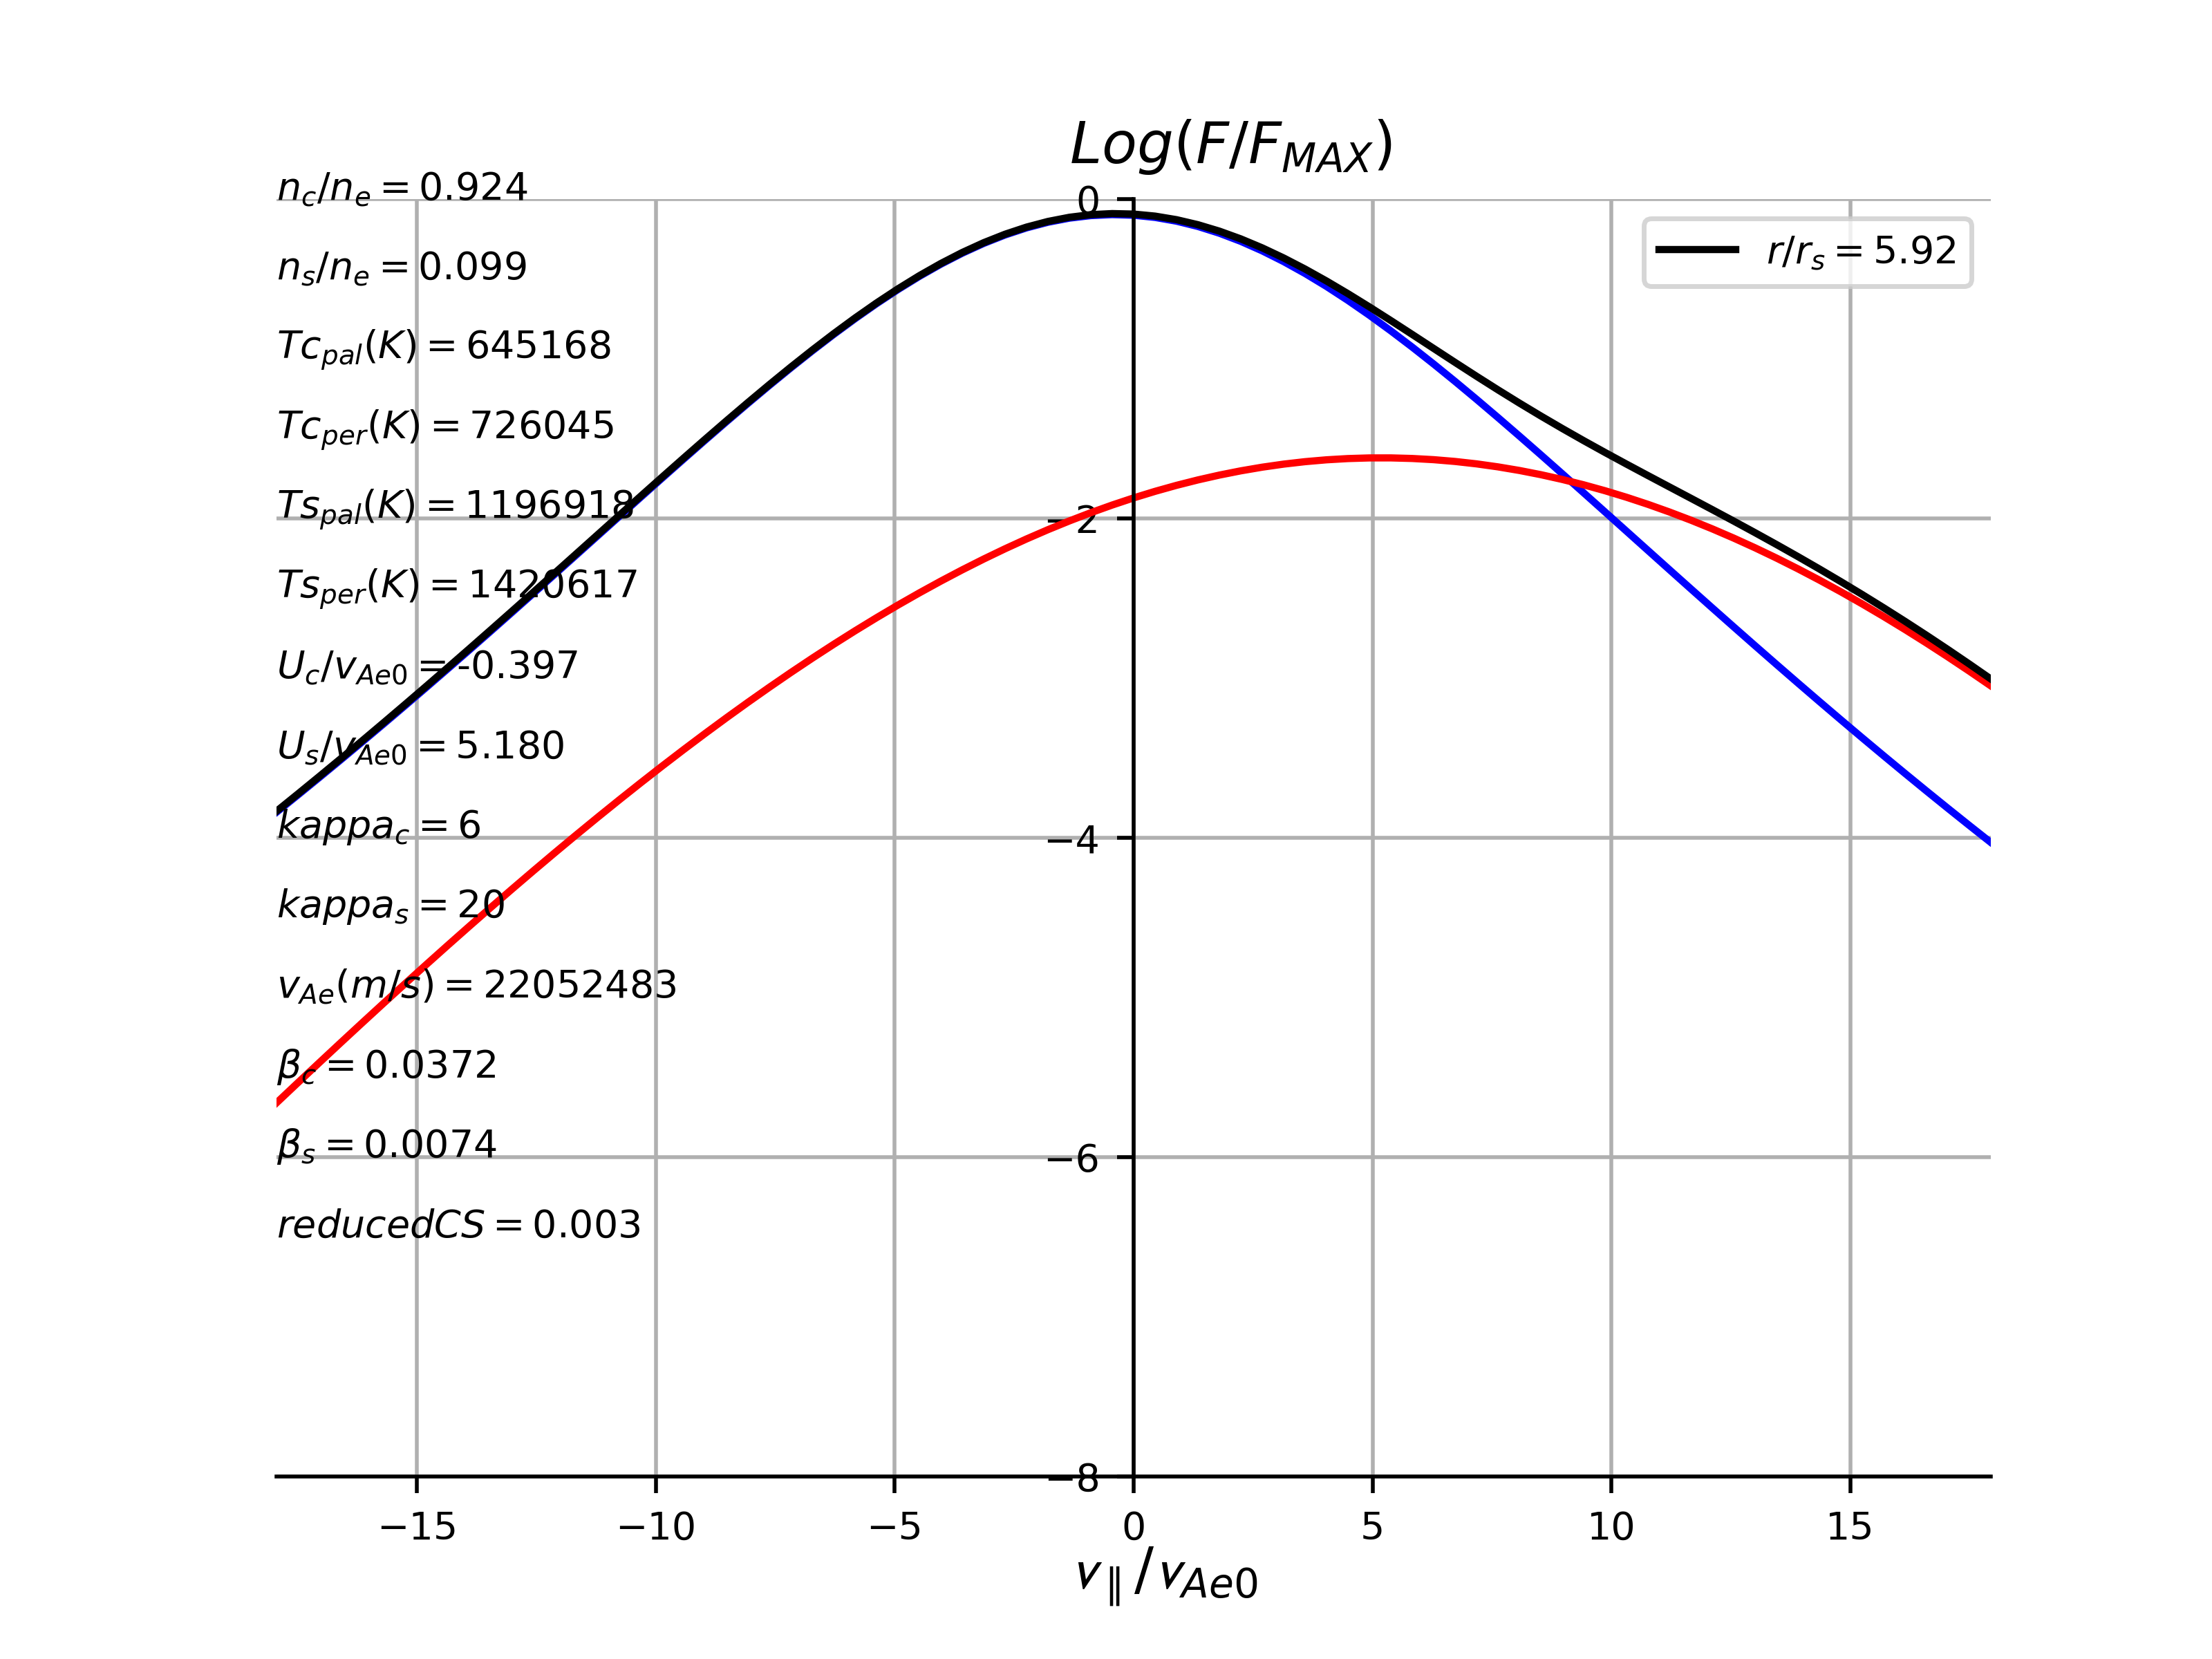 Log(F/F_MAX)
n_c/n_e = 0.924
n_s/n_e = 0.099
Tc_pal(K) = 645168
Tc_per(K) = 726045
Ts_pal(K) = 1196918
Ts_per(K) = 1420617
U_c/v_Ae0 = -0.397
U_s/v_Ae0 = 5.180
kappa_c = 6
kappa_s = 20
v_Ae(m/s) = 22052483
β_c = 0.0372
β_s = 0.0074
reducedCS = 0.003
r/r_s = 5.92
0
−2
−4
−6
−8
−15 −10 −5 0 5 10 15
v_∥/v_Ae0